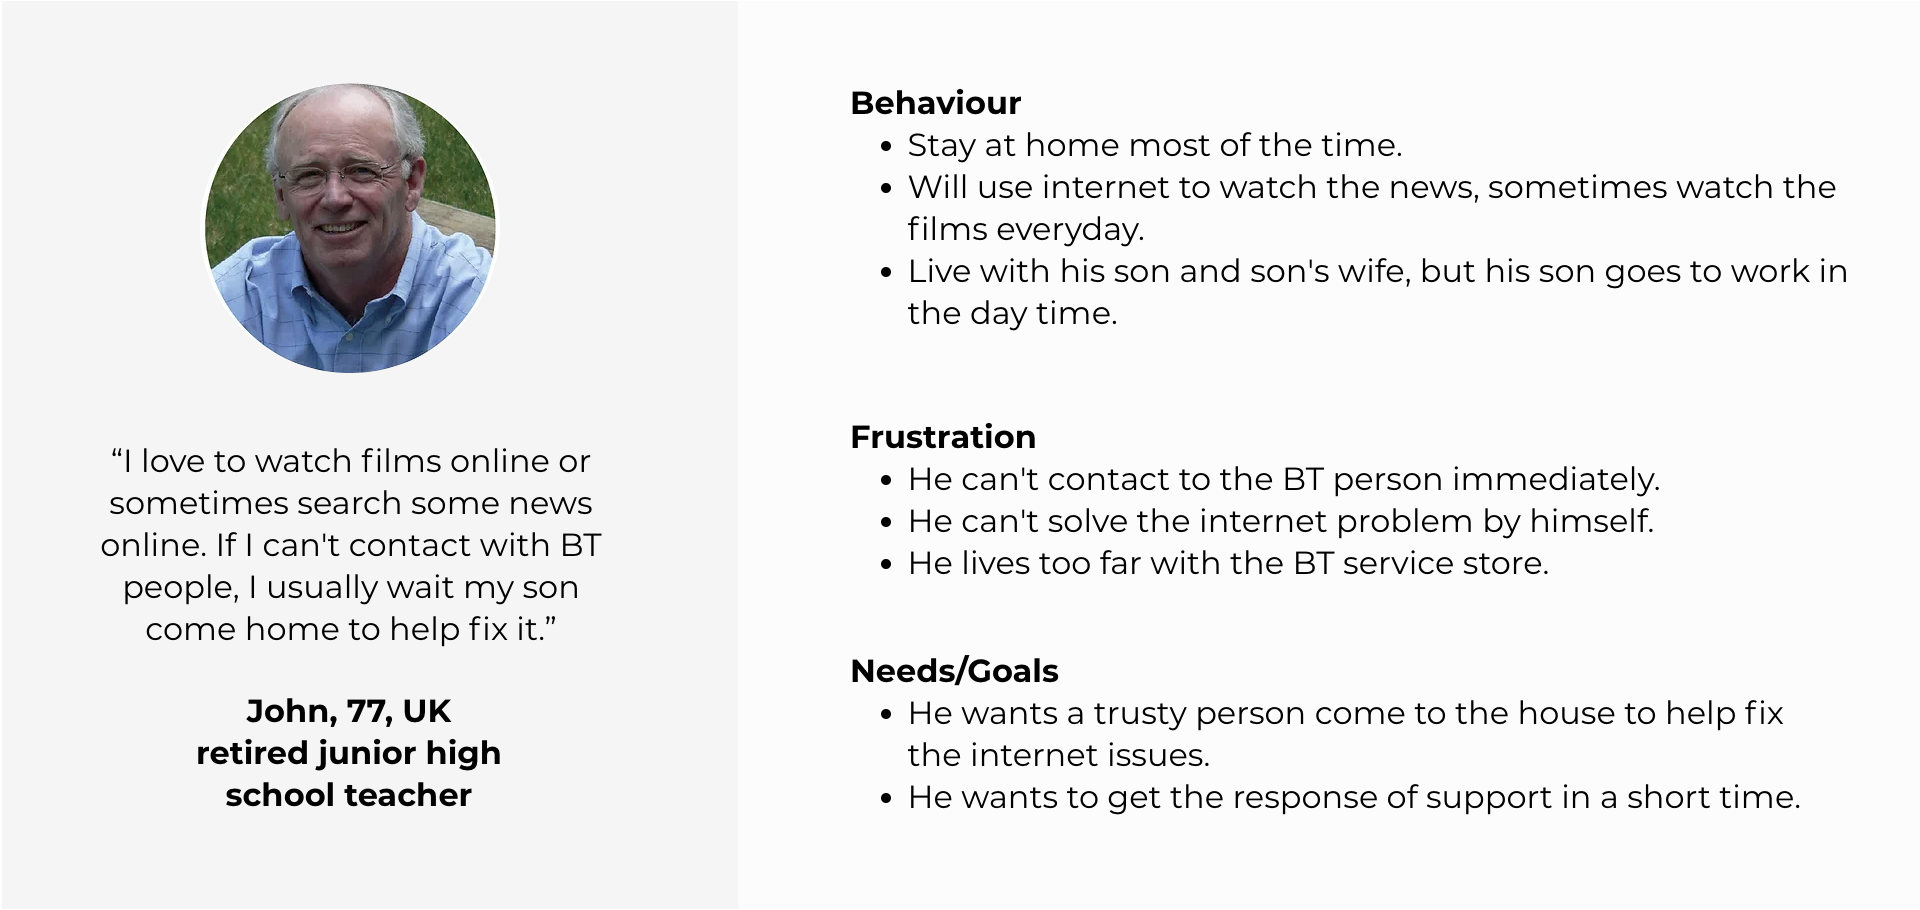 “I love to watch films online or
sometimes search some news
online. If I can't contact with BT
people, I usually wait my son
come home to help fix it.”
John, 77, UK
retired junior high
school teacher
Behaviour
• Stay at home most of the time.
• Will use internet to watch the news, sometimes watch the
films everyday.
• Live with his son and son's wife, but his son goes to work in
the day time.
Frustration
• He can't contact to the BT person immediately.
• He can't solve the internet problem by himself.
• He lives too far with the BT service store.
Needs/Goals
• He wants a trusty person come to the house to help fix
the internet issues.
• He wants to get the response of support in a short time.